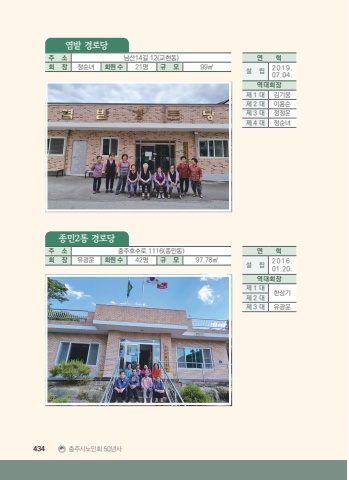 염밭 경로당
주 소 남산14길 12(교현동)
회 장 정순녀 회원 수 21명 규 모 99㎡
연 혁
설 립 2019. 07.04.
역대회장
제 1 대 김기풍
제 2 대 이용순
제 3 대 정정운
제 4 대 정순녀
염 밭 경 로 당
종민2동 경로당
주 소 충주호수로 1116(종민동)
회 장 유광운 회원 수 42명 규 모 97.78㎡
연 혁
설 립 2016. 01.20.
역대회장
제 1 대 한상기
제 2 대
제 3 대 유광운
434 충주시노인회 50년사